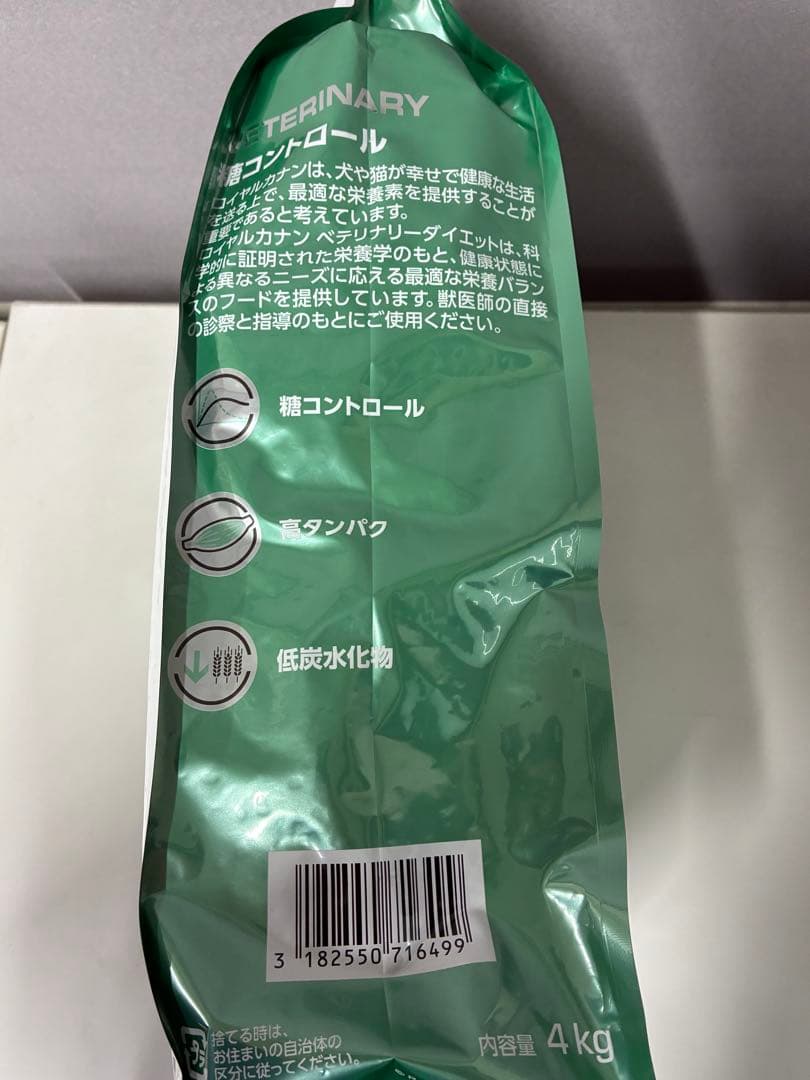 VETERINARY
糖コントロール
ロイヤルカナンは、犬や猫が幸せで健康な生活
を送る上で、最適な栄養素を提供することが
重要であると考えています。
ロイヤルカナン ベテリナリーダイエットは、科
学的に証明された栄養学のもと、健康状態に
よる異なるニーズに応える最適な栄養バラン
スのフードを提供しています。獣医師の直接
の診察と指導のもとにご使用ください。
糖コントロール
高タンパク
低炭水化物
3 182550 716499
プラ
捨てる時は、
お住まいの自治体の
区分に従ってください。
内容量 4kg